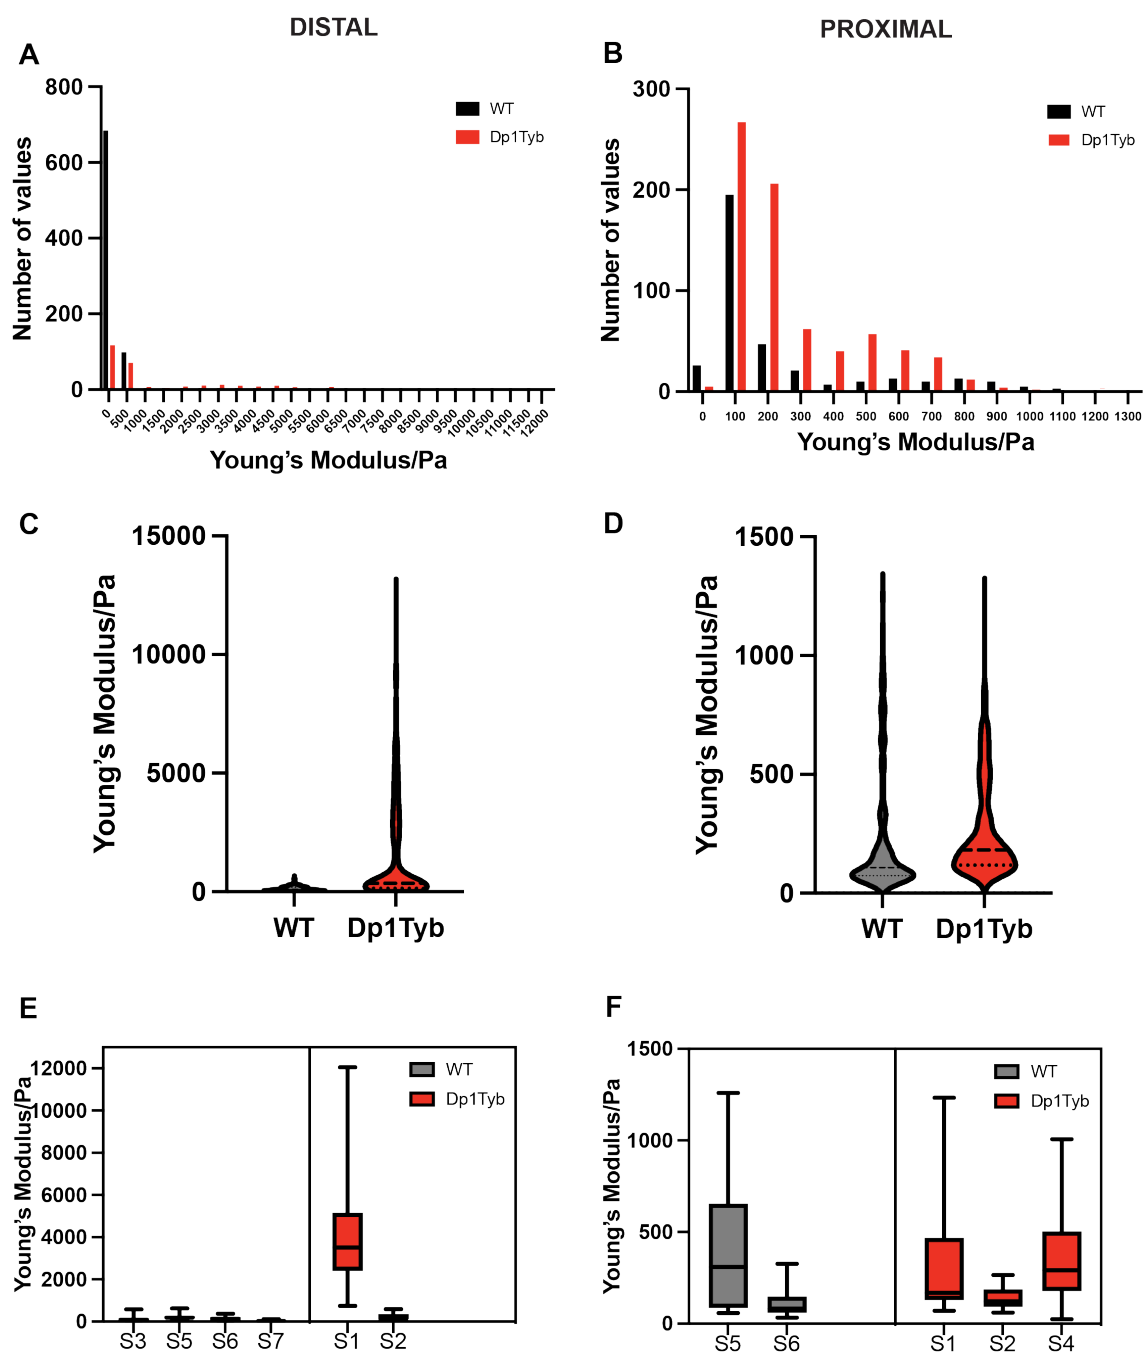 DISTAL
PROXIMAL
A
B
800
600
400
200
0
Number of values
WT
Dp1Tyb
0 500 1000 1500 2000 2500 3000 3500 4000 4500 5000 5500 6000 6500 7000 7500 8000 8500 9000 9500 10000 10500 11000 11500 12000
Young's Modulus/Pa
300
200
100
0
Number of values
WT
Dp1Tyb
0 100 200 300 400 500 600 700 800 900 1000 1100 1200 1300
Young's Modulus/Pa
C
D
15000
10000
5000
0
Young's Modulus/Pa
WT Dp1Tyb
1500
1000
500
0
Young's Modulus/Pa
WT Dp1Tyb
E
F
12000
10000
8000
6000
4000
2000
0
Young's Modulus/Pa
WT
Dp1Tyb
S3 S5 S6 S7 S1 S2
1500
1000
500
0
Young's Modulus/Pa
WT
Dp1Tyb
S5 S6 S1 S2 S4